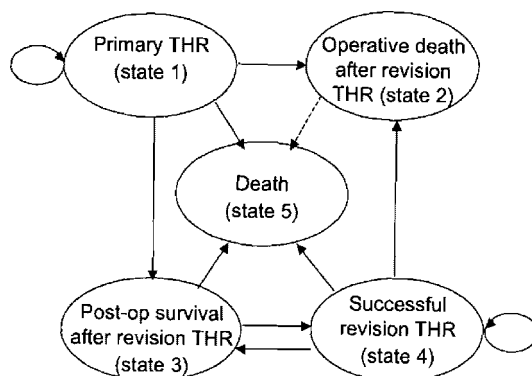 Primary THR
(state 1)
Operative death
after revision
THR (state 2)
Death
(state 5)
Post-op survival
after revision THR
(state 3)
Successful
revision THR
(state 4)